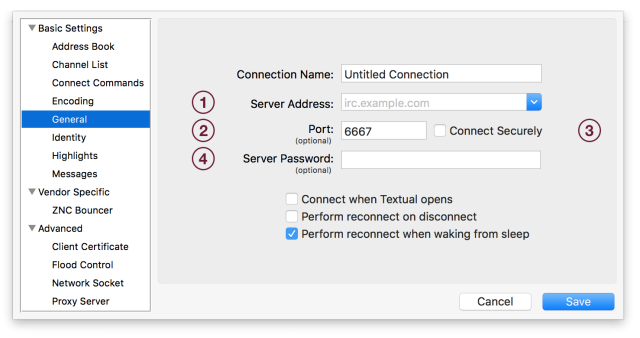 Basic Settings
Address Book
Channel List
Connect Commands
Encoding
General
Identity
Highlights
Messages
Vendor Specific
ZNC Bouncer
Advanced
Client Certificate
Flood Control
Network Socket
Proxy Server
Connection Name: Untitled Connection
1 Server Address: irc.example.com
2 Port: 6667 Connect Securely 3
(optional)
4 Server Password:
(optional)
Connect when Textual opens
Perform reconnect on disconnect
Perform reconnect when waking from sleep
Cancel Save